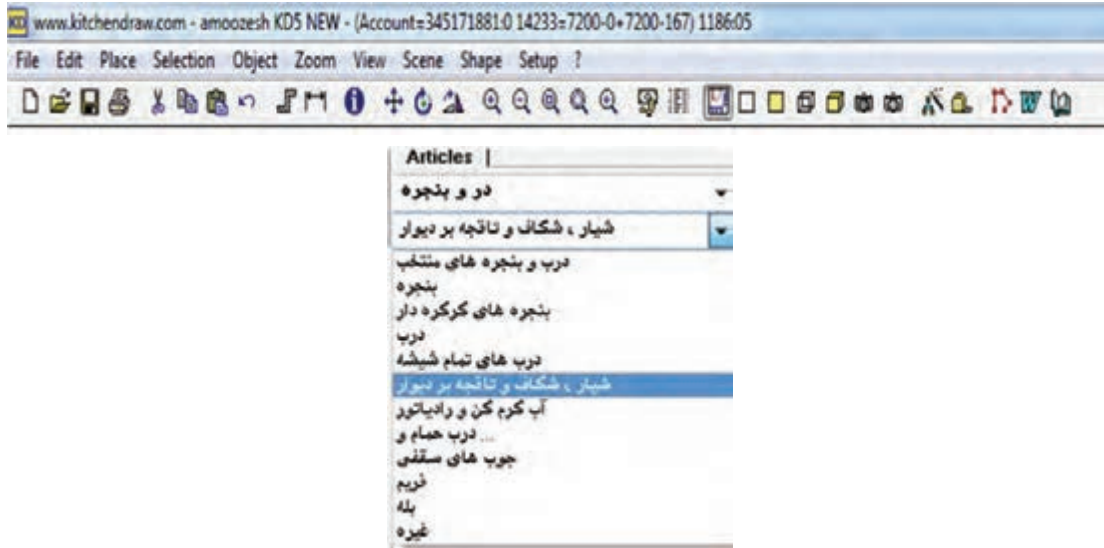 www.kitchendraw.com - amoozesh KD5 NEW - (Account=345171881:0 14233=7200-0+7200-167) 1186:05
File Edit Place Selection Object Zoom View Scene Shape Setup ?
Articles
در و پنجره
شیار ، شکاف و تاقچه بر دیوار
درب و پنجره های منتخب
پنجره
پنجره های کرکره دار
درب
درب های تمام شیشه
شیار ، شکاف و تاقچه بر دیوار
آب گرم کن و رادیاتور
درب حمام و ...
چوب های سقفی
فریم
پله
غیره